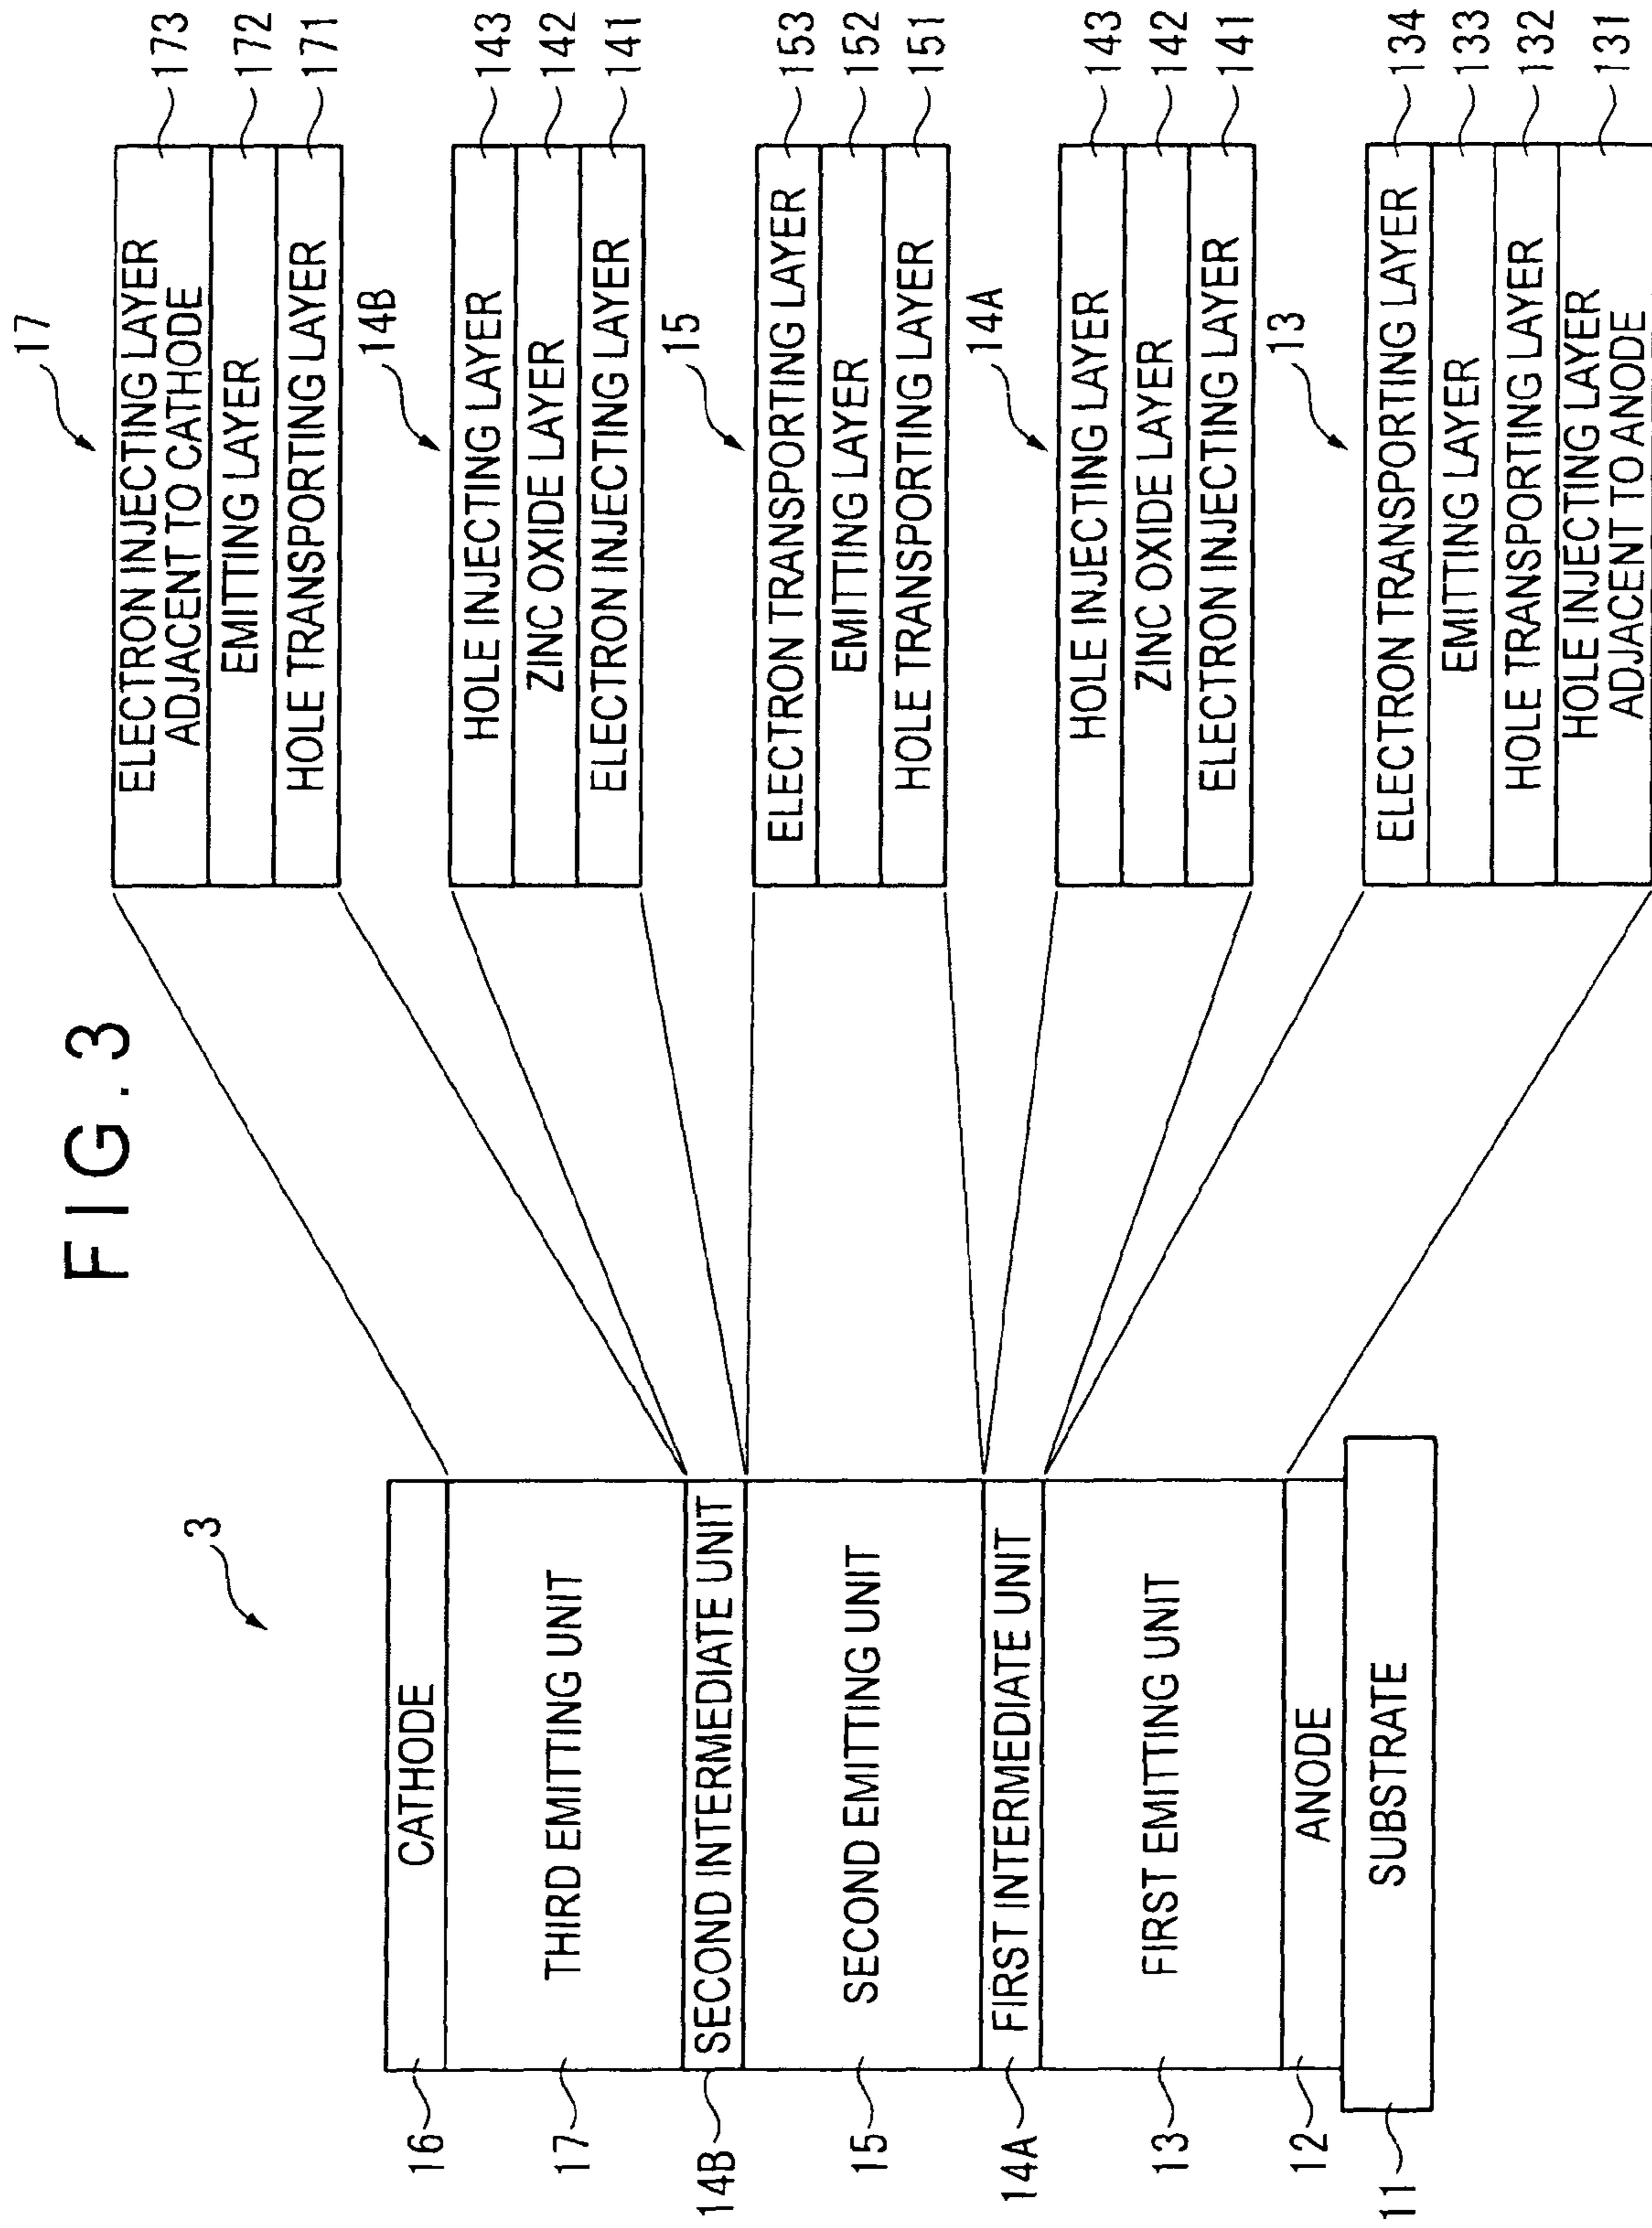 FIG. 3
3
16
CATHODE
17
THIRD EMITTING UNIT
14B
SECOND INTERMEDIATE UNIT
15
SECOND EMITTING UNIT
14A
FIRST INTERMEDIATE UNIT
13
FIRST EMITTING UNIT
12
ANODE
11
SUBSTRATE
17
ELECTRON INJECTING LAYER
ADJACENT TO CATHODE
173
EMITTING LAYER
172
HOLE TRANSPORTING LAYER
171
14B
HOLE INJECTING LAYER
143
ZINC OXIDE LAYER
142
ELECTRON INJECTING LAYER
141
15
ELECTRON TRANSPORTING LAYER
153
EMITTING LAYER
152
HOLE TRANSPORTING LAYER
151
14A
HOLE INJECTING LAYER
143
ZINC OXIDE LAYER
142
ELECTRON INJECTING LAYER
141
13
ELECTRON TRANSPORTING LAYER
134
EMITTING LAYER
133
HOLE TRANSPORTING LAYER
132
HOLE INJECTING LAYER
ADJACENT TO ANODE
131